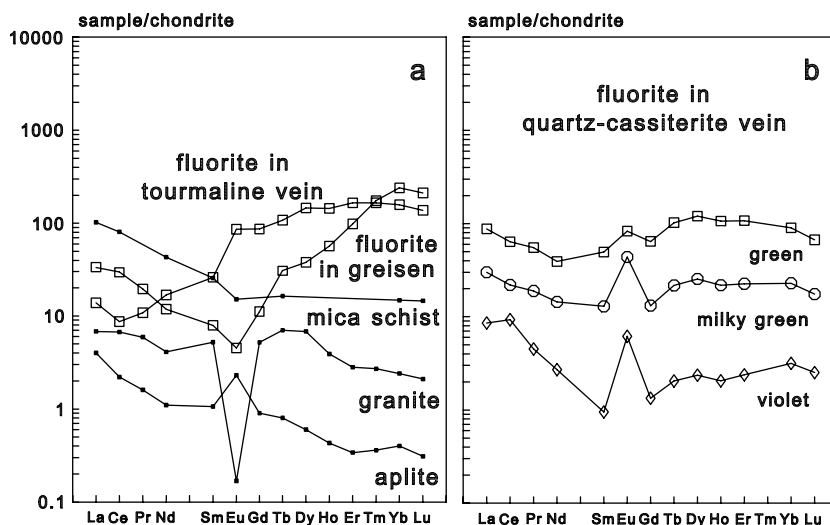 sample/chondrite
10000
1000
100
10
1
0.1
a
fluorite in
tourmaline vein
fluorite
in greisen
mica schist
granite
aplite
La Ce Pr Nd Sm Eu Gd Tb Dy Ho Er Tm Yb Lu
sample/chondrite
b
fluorite in
quartz-cassiterite vein
green
milky green
violet
La Ce Pr Nd Sm Eu Gd Tb Dy Ho Er Tm Yb Lu